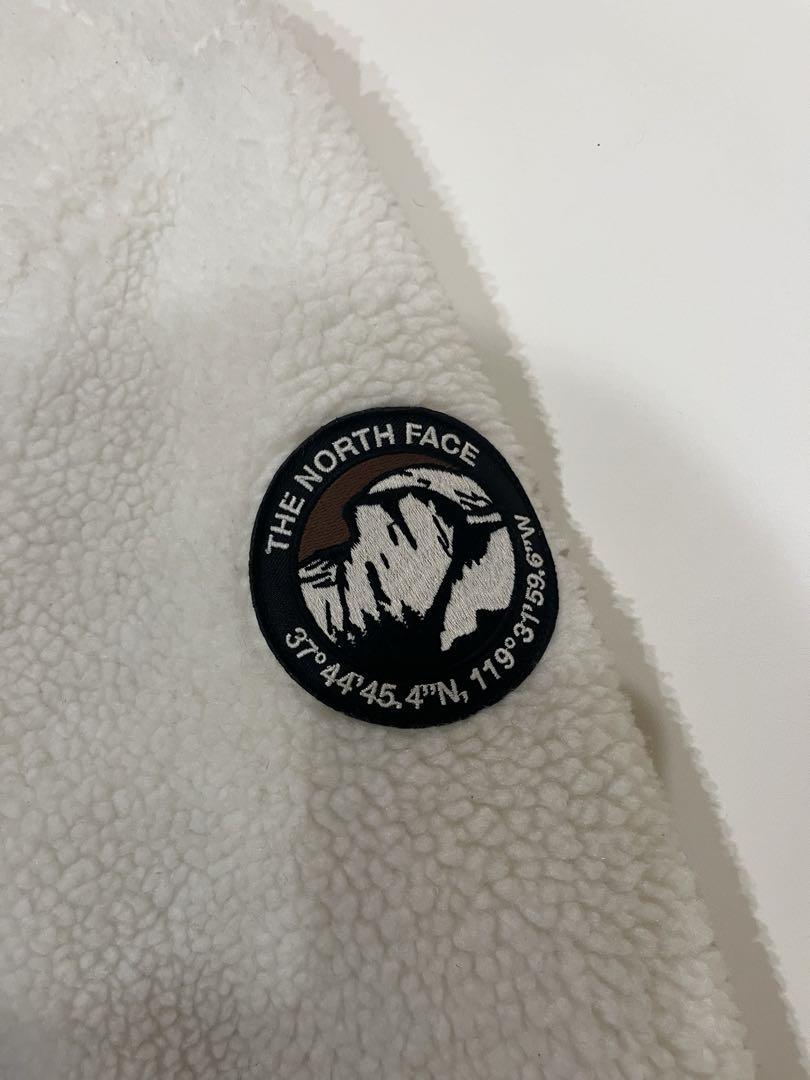 THE NORTH FACE
37°44'45.4"N, 119°31'59.6"W